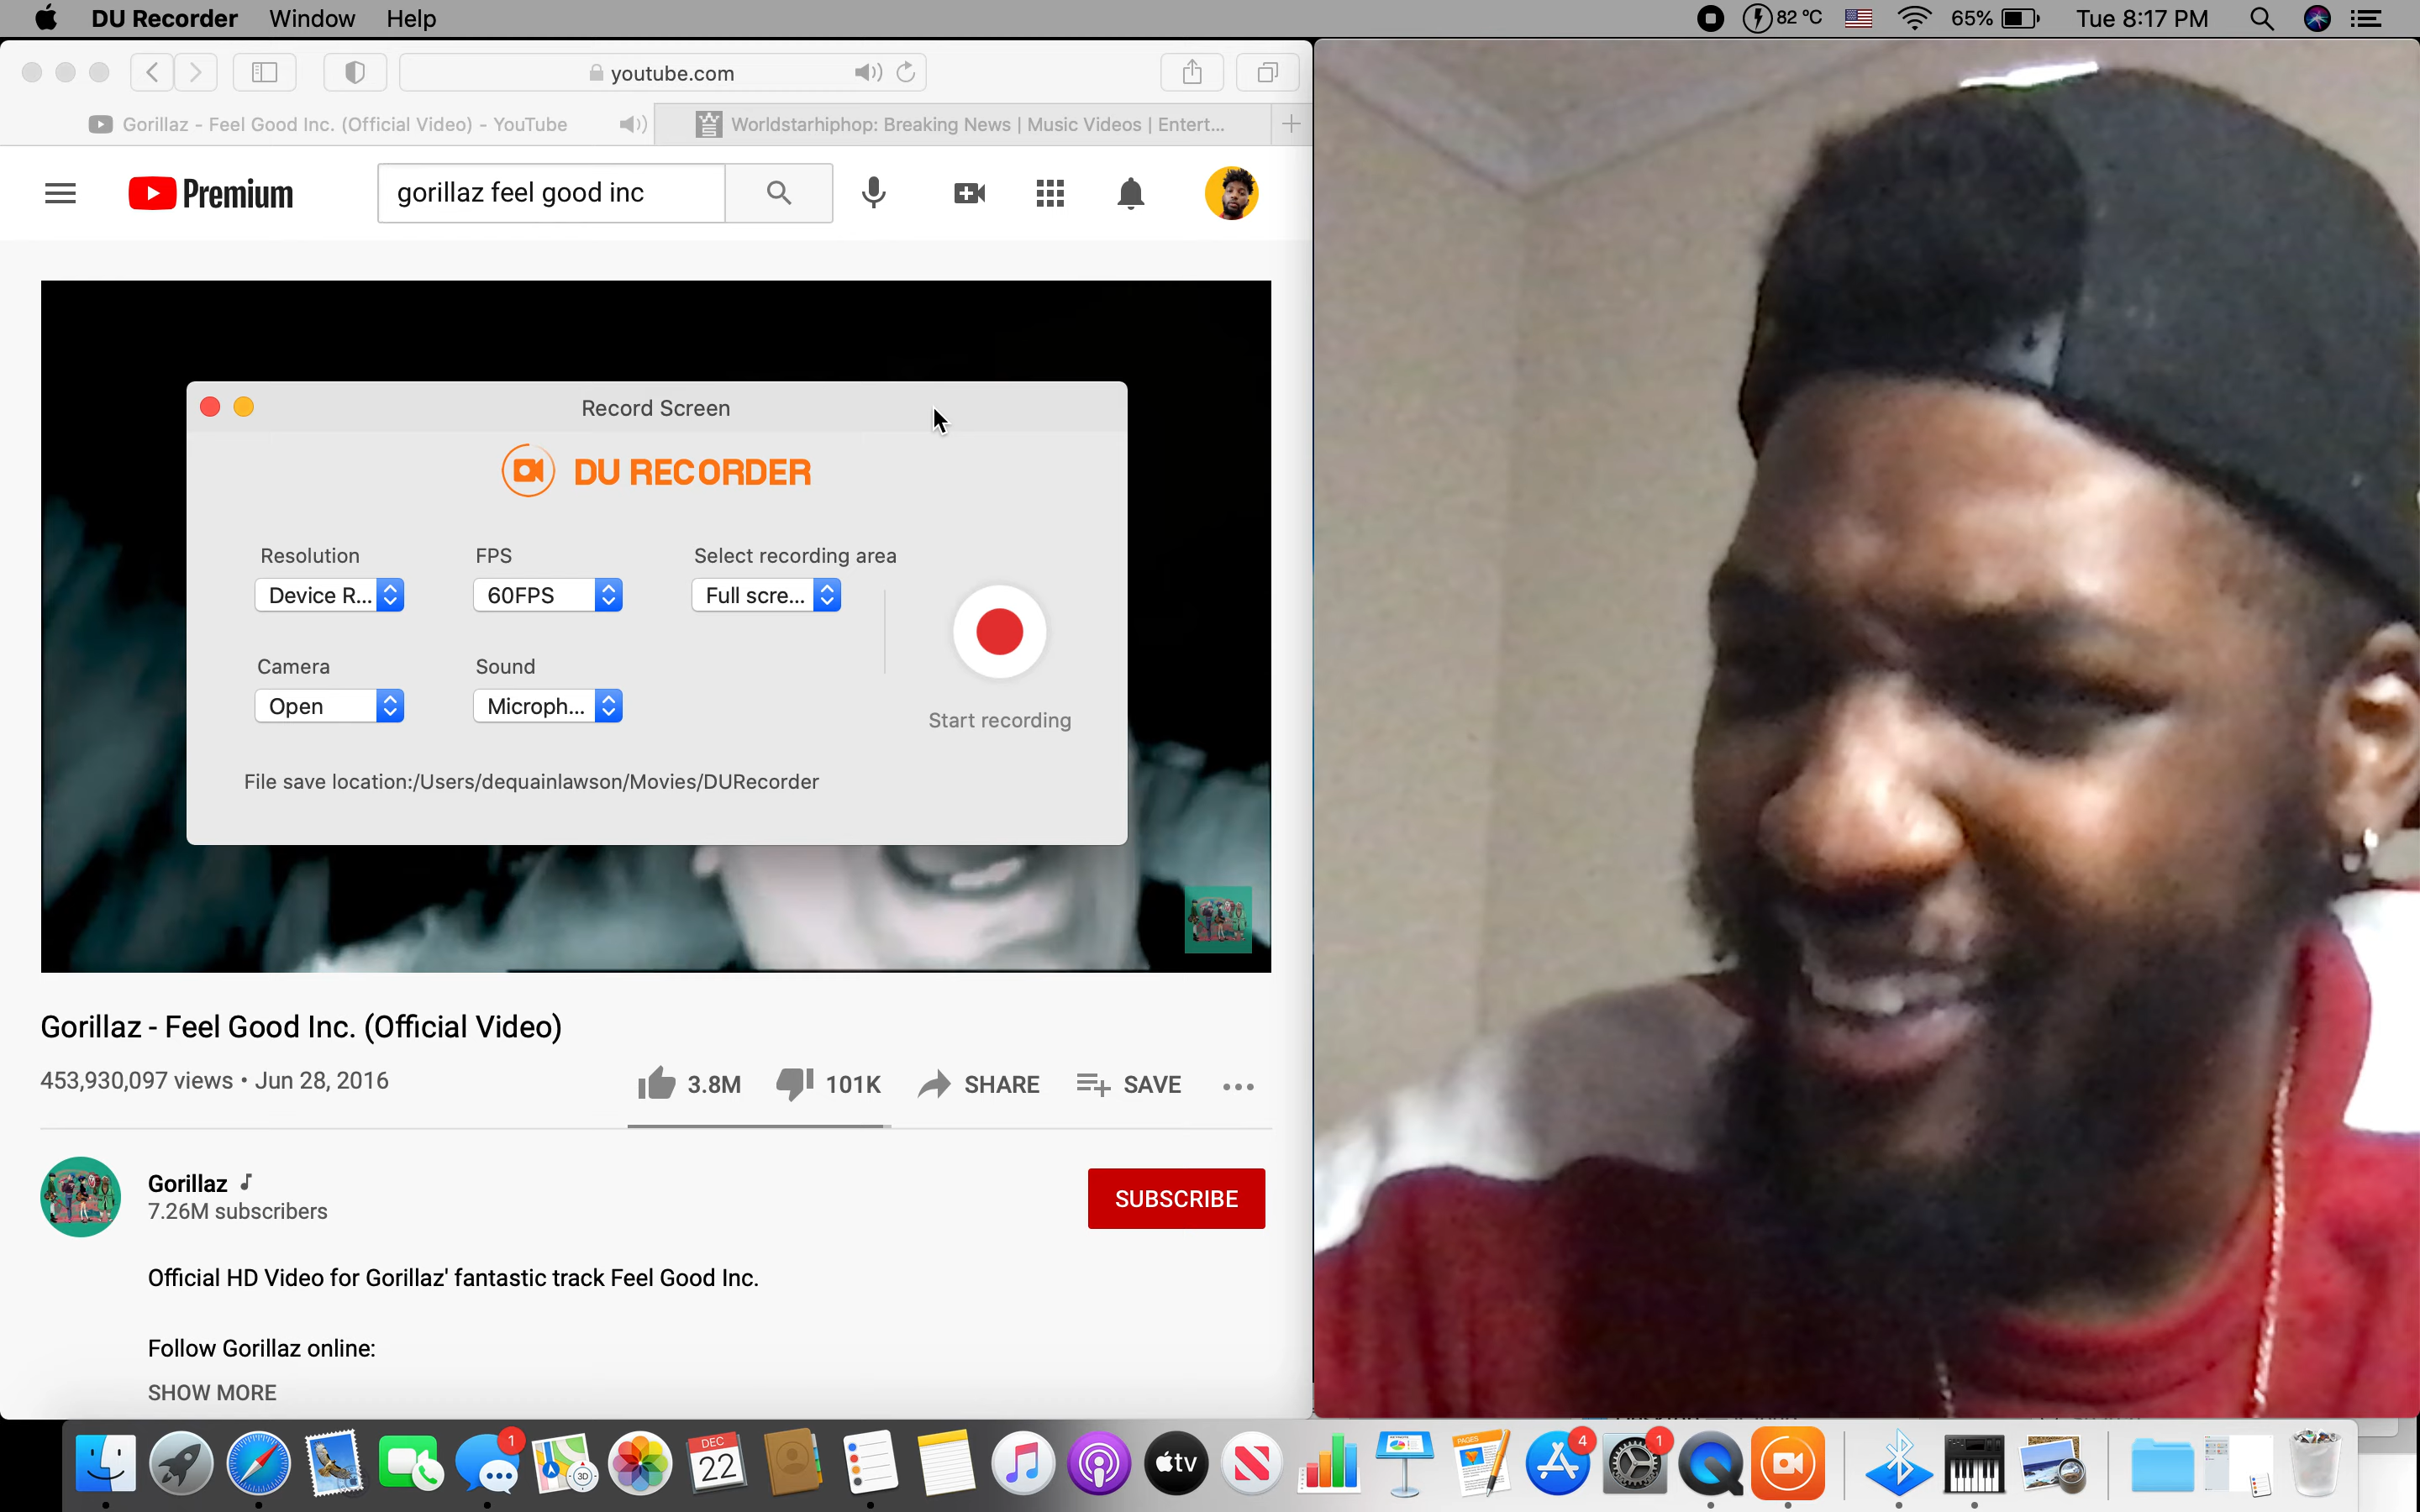 DU Recorder Window Help 82 °C 65% Tue 8:17 PM
youtube.com
Gorillaz - Feel Good Inc. (Official Video) - YouTube
Worldstarhiphop: Breaking News | Music Videos | Entert...
Premium
gorillaz feel good inc
Record Screen
DU RECORDER
Resolution FPS Select recording area
Device R... 60FPS Full scre...
Camera Sound
Open Microph...
Start recording
File save location:/Users/dequainlawson/Movies/DURecorder
Gorillaz - Feel Good Inc. (Official Video)
453,930,097 views • Jun 28, 2016
3.8M 101K SHARE SAVE
Gorillaz
7.26M subscribers
SUBSCRIBE
Official HD Video for Gorillaz' fantastic track Feel Good Inc.
Follow Gorillaz online:
SHOW MORE
1
3D
DEC
22
tv
4
1